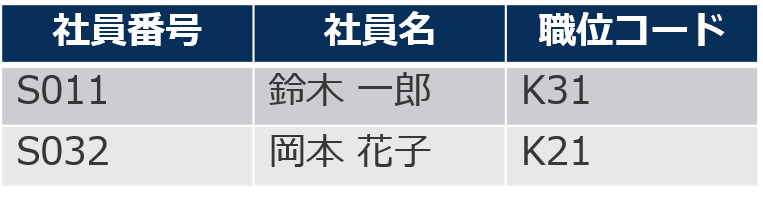 社員番号 社員名 職位コード
S011 鈴木 一郎 K31
S032 岡本 花子 K21